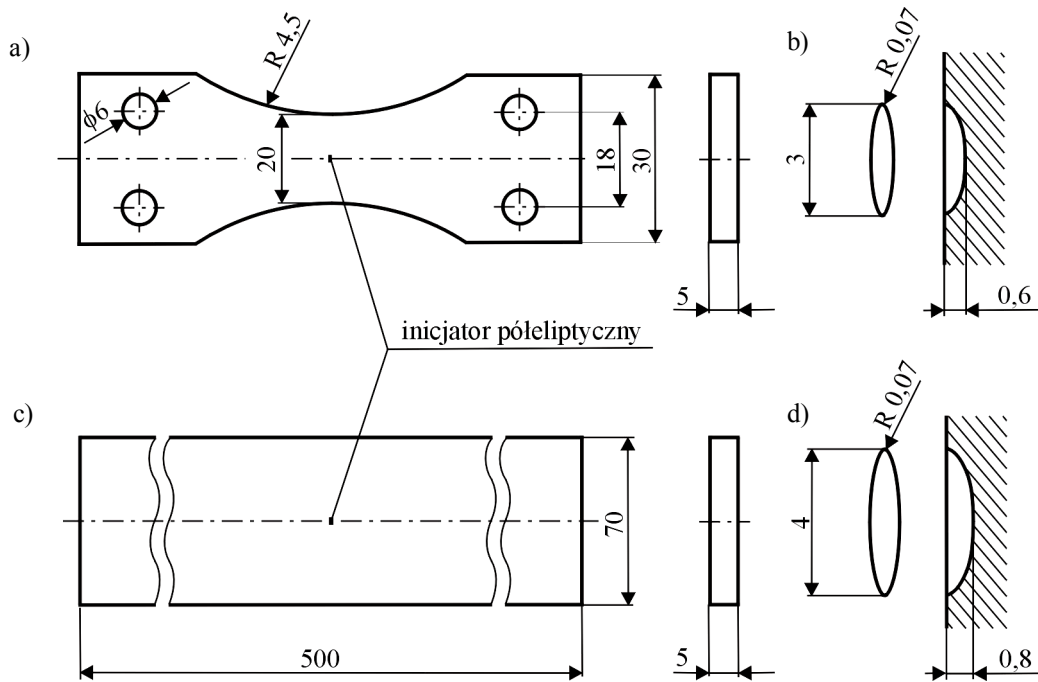 a)
R 4,5
ϕ6
20
18
30
5
b)
R 0,07
3
0,6
inicjator półeliptyczny
c)
70
500
5
d)
R 0,07
4
0,8